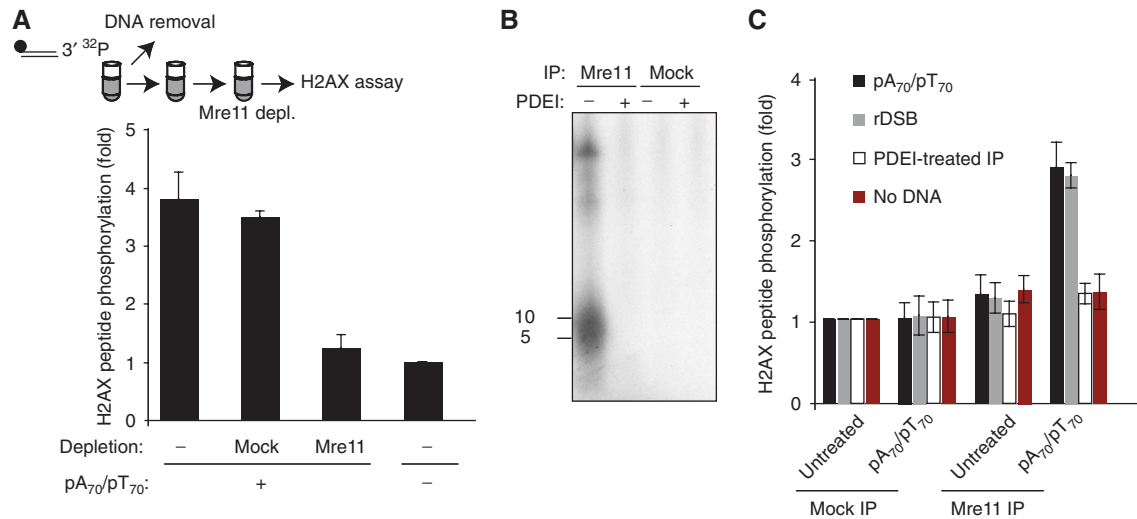 A
DNA removal
3′ ³²P
H2AX assay
Mre11 depl.
H2AX peptide phosphorylation (fold)
5
4
3
2
1
0
Depletion: – Mock Mre11 –
pA₇₀/pT₇₀: + –
B
IP: Mre11 Mock
PDEI: – + – +
10
5
C
H2AX peptide phosphorylation (fold)
4
3
2
1
0
pA₇₀/pT₇₀
rDSB
PDEI-treated IP
No DNA
Untreated
pA₇₀/pT₇₀
Untreated
pA₇₀/pT₇₀
Mock IP
Mre11 IP